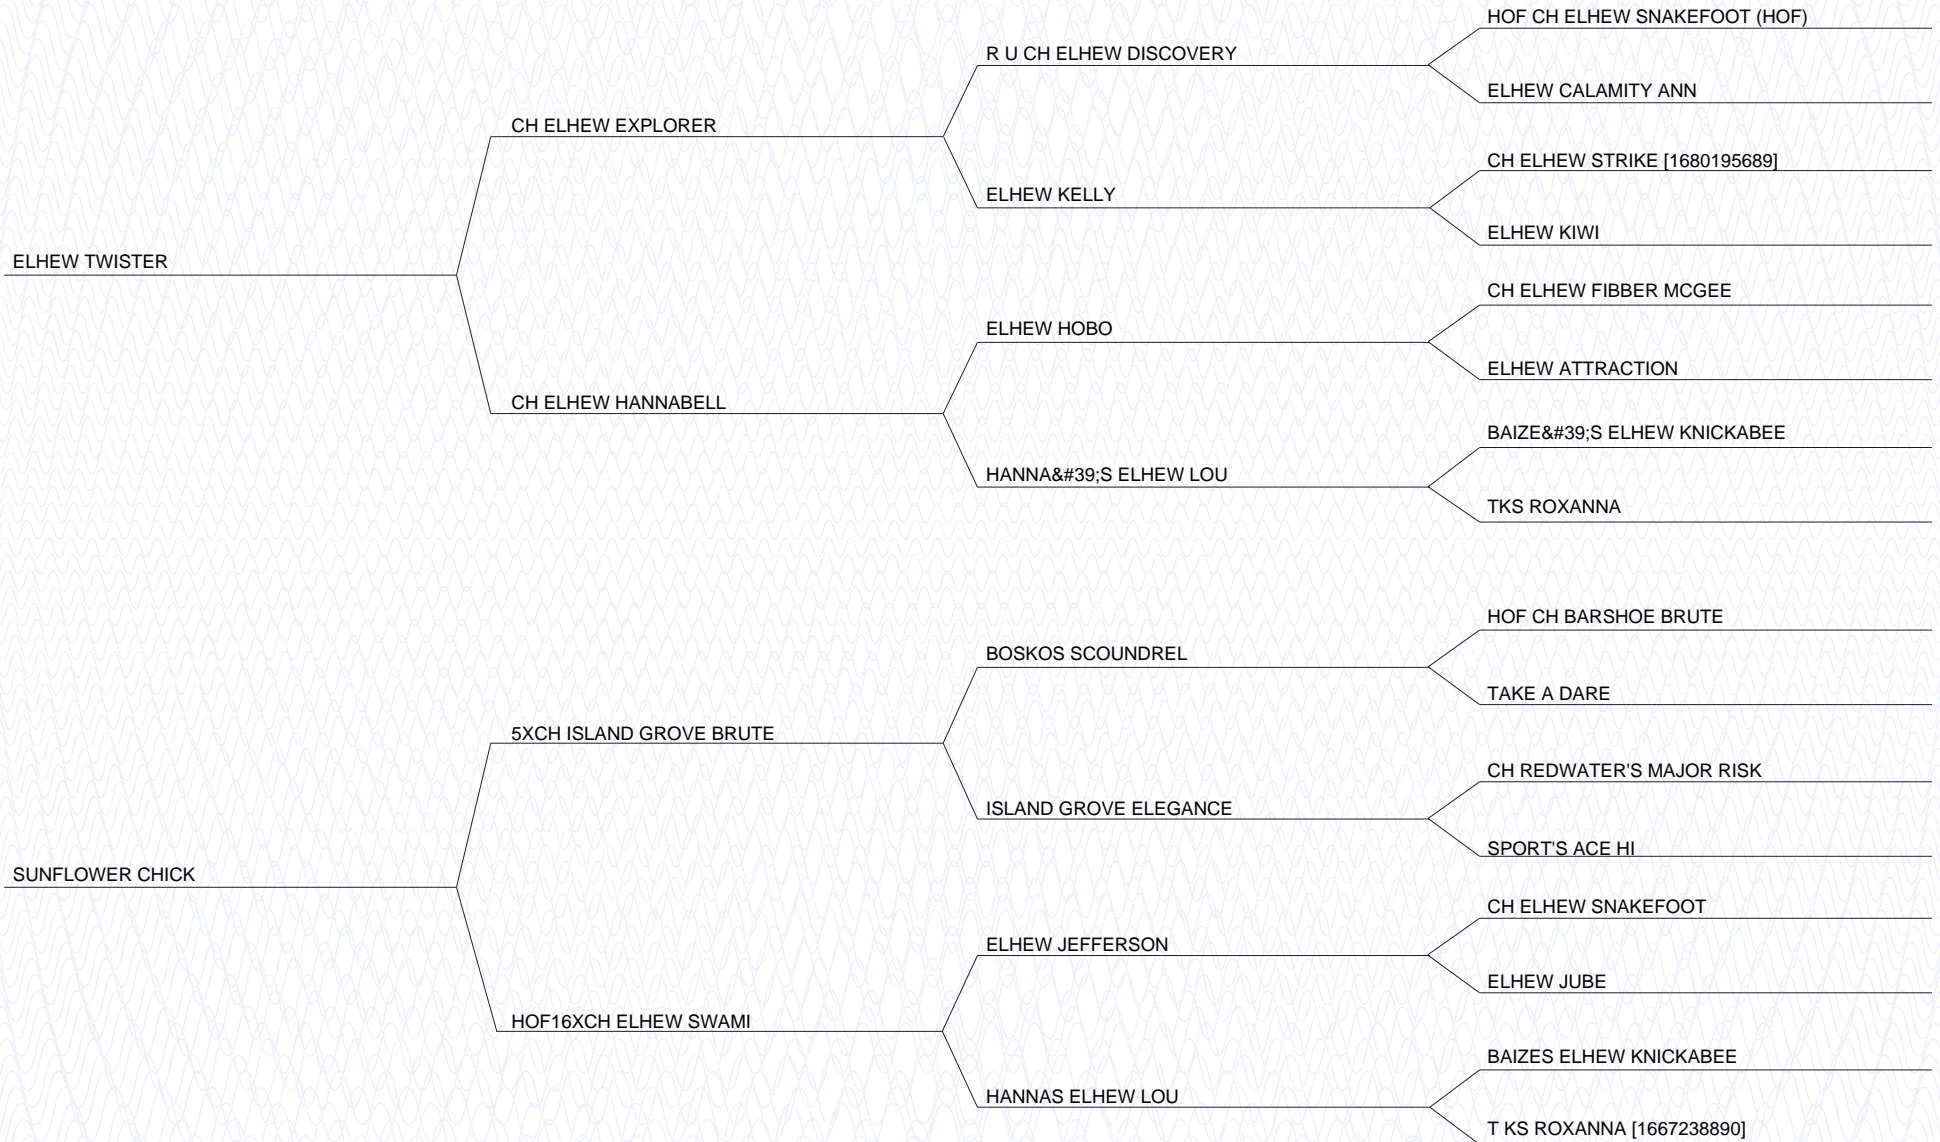 HOF CH ELHEW SNAKEFOOT (HOF)
R U CH ELHEW DISCOVERY
ELHEW CALAMITY ANN
CH ELHEW EXPLORER
CH ELHEW STRIKE [1680195689]
ELHEW KELLY
ELHEW KIWI
ELHEW TWISTER
CH ELHEW FIBBER MCGEE
ELHEW HOBO
ELHEW ATTRACTION
CH ELHEW HANNABELL
BAIZE&#39;S ELHEW KNICKABEE
HANNA&#39;S ELHEW LOU
TKS ROXANNA
HOF CH BARSHOE BRUTE
BOSKOS SCOUNDREL
TAKE A DARE
5XCH ISLAND GROVE BRUTE
CH REDWATER'S MAJOR RISK
ISLAND GROVE ELEGANCE
SPORT'S ACE HI
SUNFLOWER CHICK
CH ELHEW SNAKEFOOT
ELHEW JEFFERSON
ELHEW JUBE
HOF16XCH ELHEW SWAMI
BAIZES ELHEW KNICKABEE
HANNAS ELHEW LOU
T KS ROXANNA [1667238890]